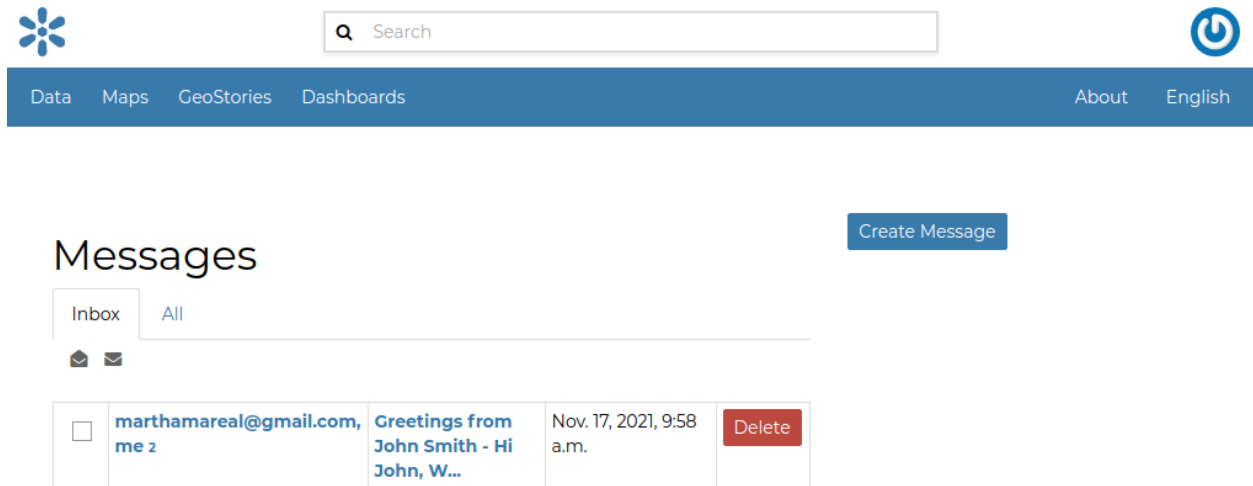 Search
Data Maps GeoStories Dashboards About English
Create Message
Messages
Inbox All
marthamareal@gmail.com,
me 2
Greetings from
John Smith - Hi
John, W...
Nov. 17, 2021, 9:58
a.m.
Delete